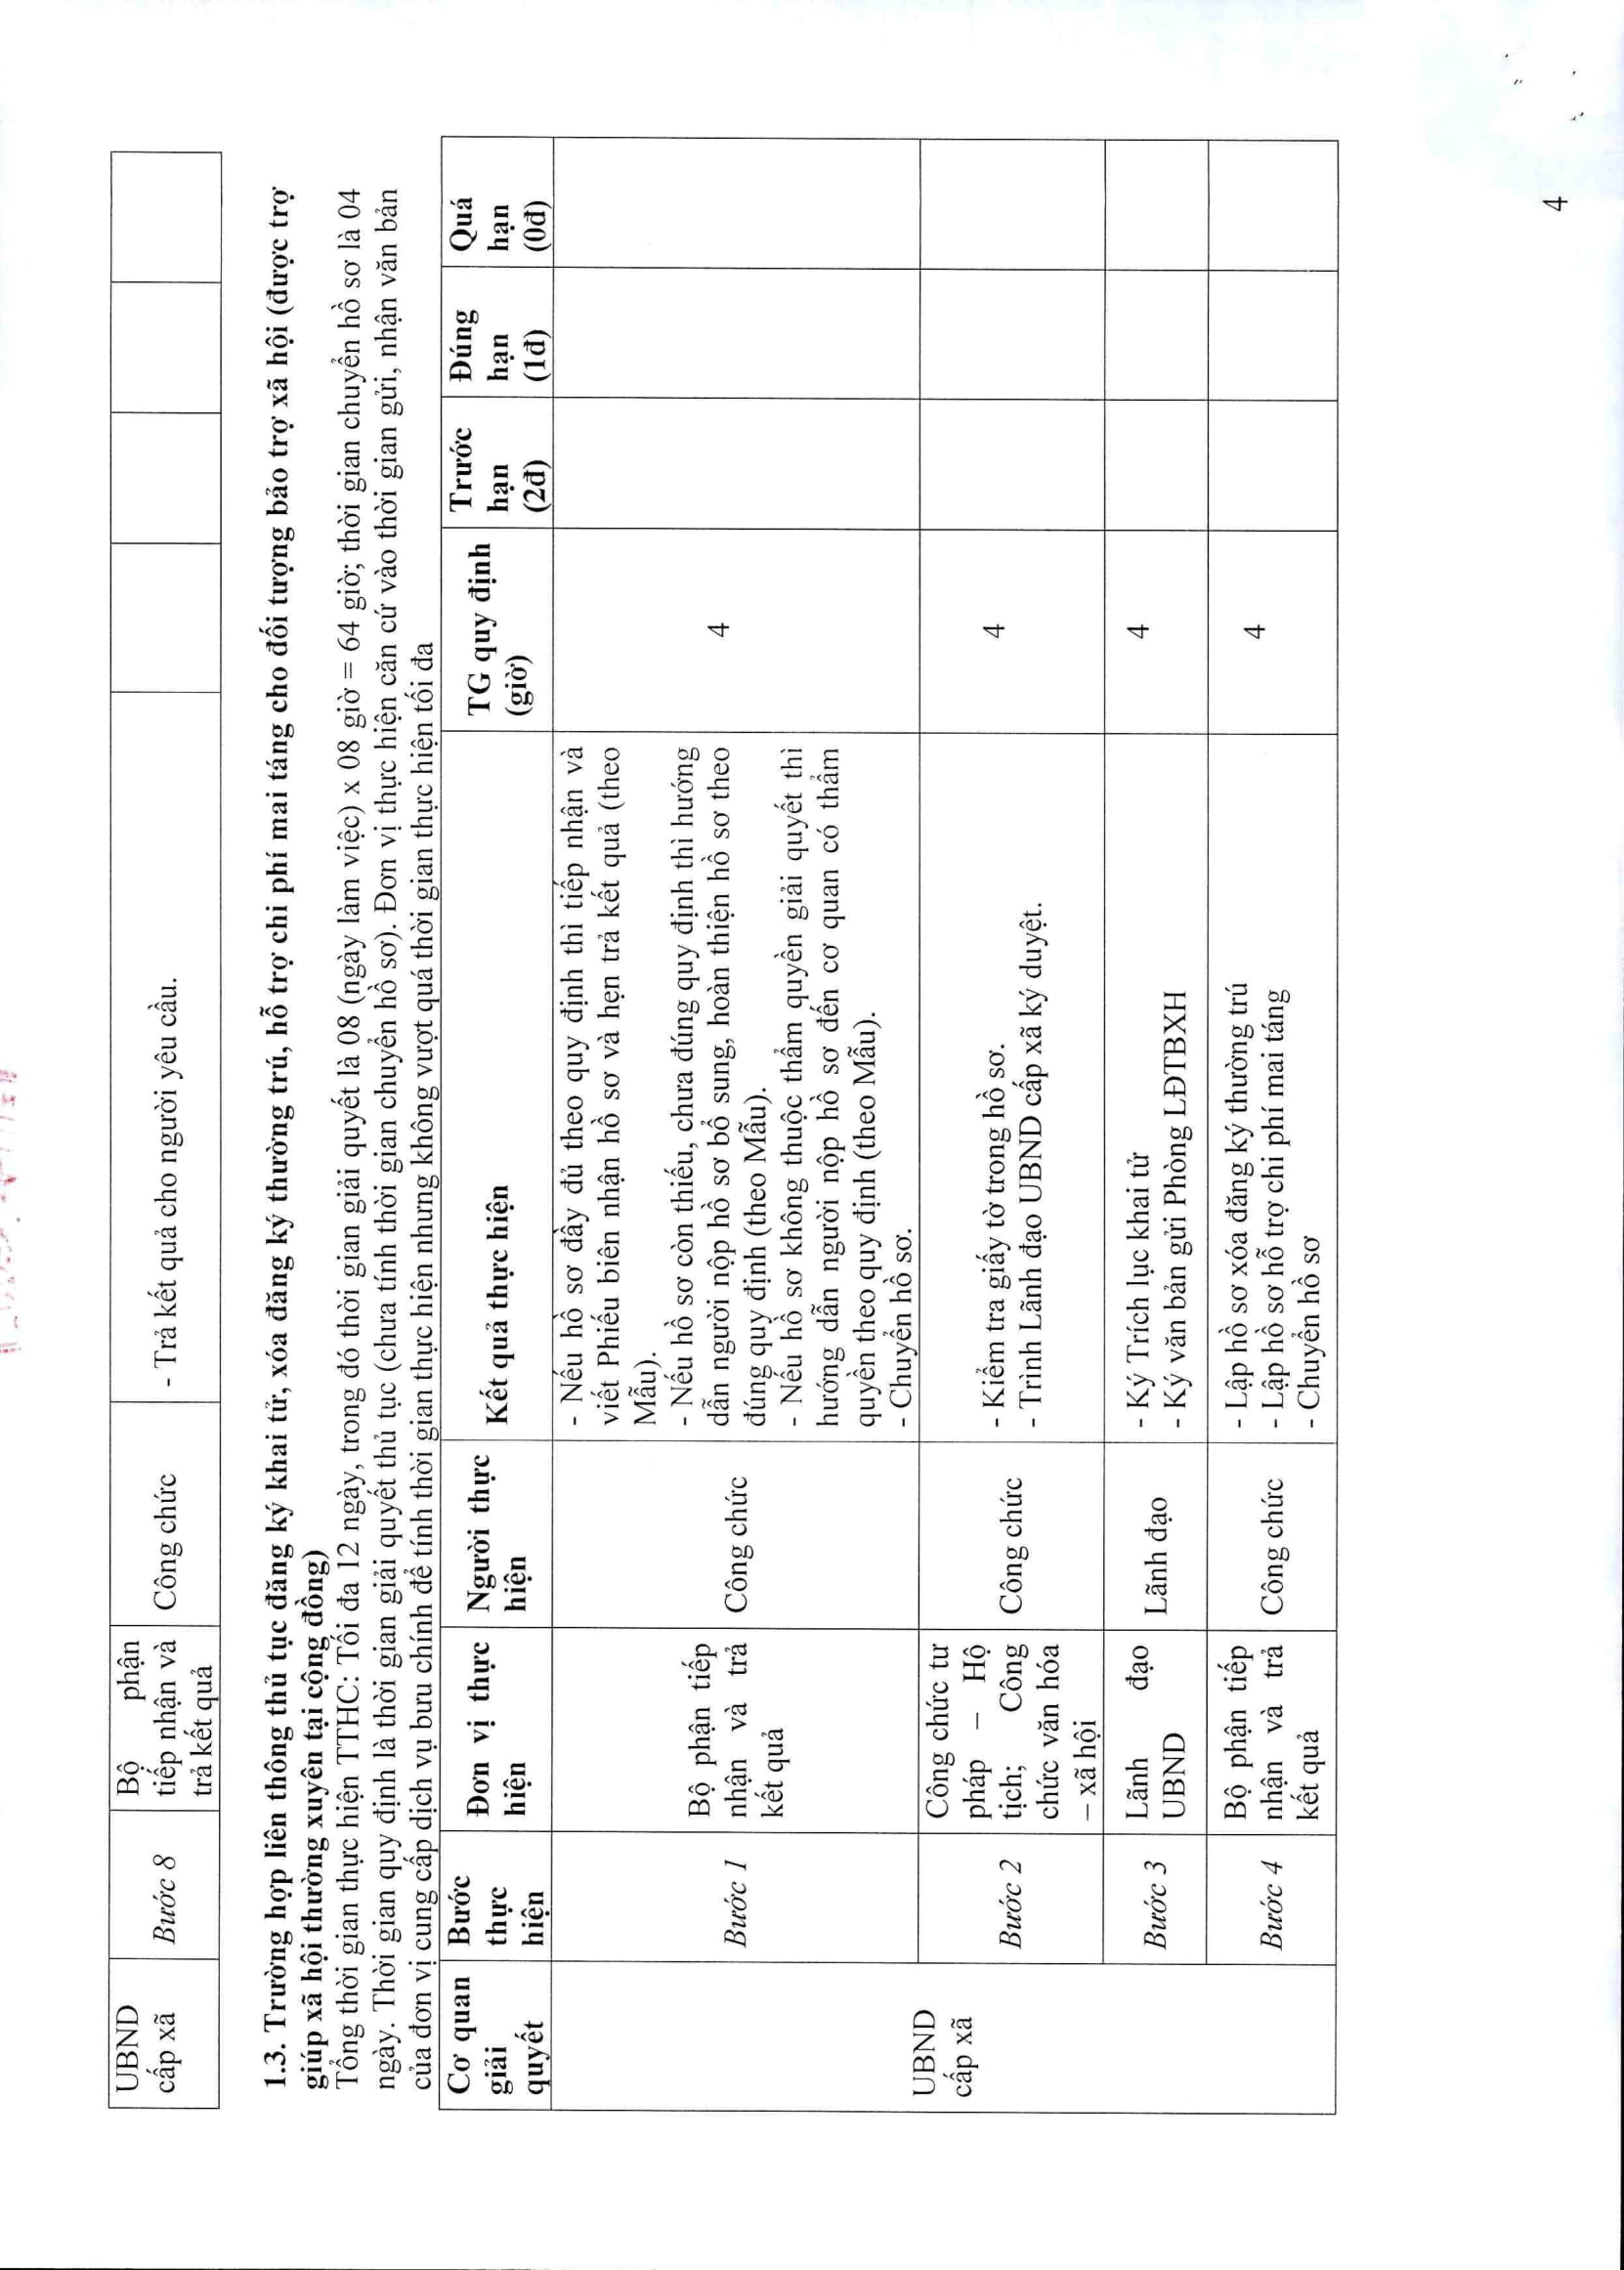 UBND
cấp xã
Bước 8
Bộ phận
tiếp nhận và
trả kết quả
Công chức
- Trả kết quả cho người yêu cầu.
1.3. Trường hợp liên thông thủ tục đăng ký khai tử, xóa đăng ký thường trú, hỗ trợ chi phí mai táng cho đối tượng bảo trợ xã hội (được trợ
giúp xã hội thường xuyên tại cộng đồng)
Tổng thời gian thực hiện TTHC: Tối đa 12 ngày, trong đó thời gian giải quyết là 08 (ngày làm việc) x 08 giờ = 64 giờ; thời gian chuyển hồ sơ là 04
ngày. Thời gian quy định là thời gian giải quyết thủ tục (chưa tính thời gian chuyển hồ sơ). Đơn vị thực hiện căn cứ vào thời gian gửi, nhận văn bản
của đơn vị cung cấp dịch vụ bưu chính để tính thời gian thực hiện nhưng không vượt quá thời gian thực hiện tối đa
Cơ quan
giải
quyết
Bước
thực
hiện
Đơn vị thực
hiện
Người thực
hiện
Kết quả thực hiện
TG quy định
(giờ)
Trước
hạn
(2đ)
Đúng
hạn
(1đ)
Quá
hạn
(0đ)
UBND
cấp xã
Bước 1
Bộ phận tiếp
nhận và trả
kết quả
Công chức
- Nếu hồ sơ đầy đủ theo quy định thì tiếp nhận và
viết Phiếu biên nhận hồ sơ và hẹn trả kết quả (theo
Mẫu).
- Nếu hồ sơ còn thiếu, chưa đúng quy định thì hướng
dẫn người nộp hồ sơ bổ sung, hoàn thiện hồ sơ theo
đúng quy định (theo Mẫu).
- Nếu hồ sơ không thuộc thẩm quyền giải quyết thì
hướng dẫn người nộp hồ sơ đến cơ quan có thẩm
quyền theo quy định (theo Mẫu).
- Chuyển hồ sơ.
4
Bước 2
Công chức tư
pháp – Hộ
tịch; Công
chức văn hóa
– xã hội
Công chức
- Kiểm tra giấy tờ trong hồ sơ.
- Trình Lãnh đạo UBND cấp xã ký duyệt.
4
Bước 3
Lãnh đạo
UBND
Lãnh đạo
- Ký Trích lục khai tử
- Ký văn bản gửi Phòng LĐTBXH
4
Bước 4
Bộ phận tiếp
nhận và trả
kết quả
Công chức
- Lập hồ sơ xóa đăng ký thường trú
- Lập hồ sơ hỗ trợ chi phí mai táng
- Chuyển hồ sơ
4
4